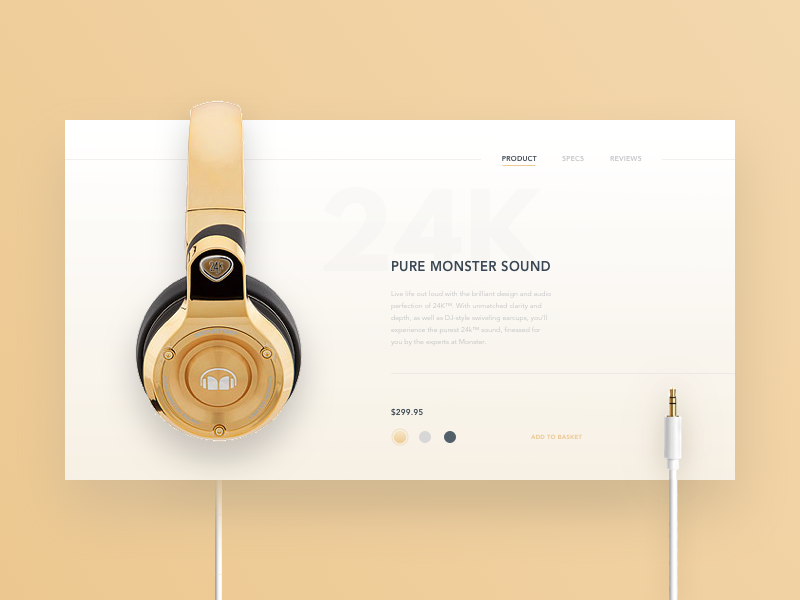 PRODUCT SPECS REVIEWS
24K
PURE MONSTER SOUND
Live life out loud with the brilliant design and audio
perfection of 24K™. With unmatched clarity and
depth, as well as DJ-style swiveling earcups, you'll
experience the purest 24k™ sound, finessed for
you by the experts at Monster.
$299.95
ADD TO BASKET
24K